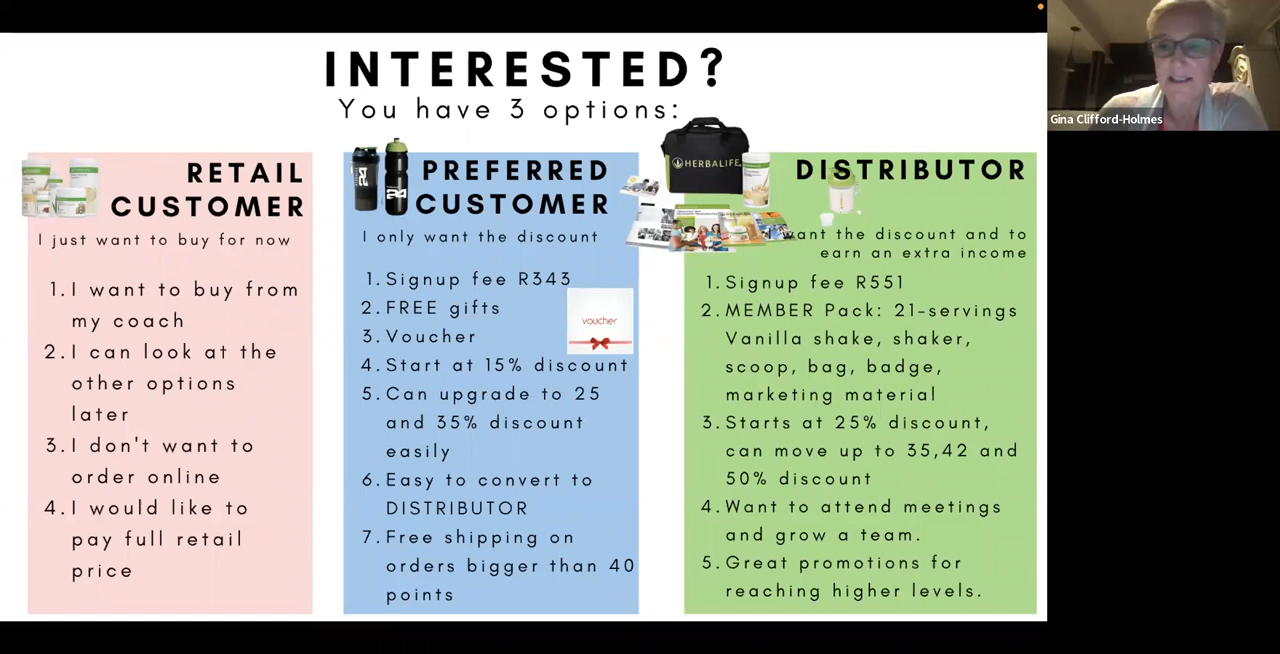 INTERESTED?
You have 3 options:
Gina Clifford-Holmes
RETAIL
CUSTOMER
I just want to buy for now
1. I want to buy from
my coach
2. I can look at the
other options
later
3. I don't want to
order online
4. I would like to
pay full retail
price
24
PREFERRED
CUSTOMER
I only want the discount
1. Signup fee R343
2. FREE gifts
3. Voucher
voucher
4. Start at 15% discount
5. Can upgrade to 25
and 35% discount
easily
6. Easy to convert to
DISTRIBUTOR
7. Free shipping on
orders bigger than 40
points
HERBALIFE
DISTRIBUTOR
want the discount and to
earn an extra income
1. Signup fee R551
2. MEMBER Pack: 21-servings
Vanilla shake, shaker,
scoop, bag, badge,
marketing material
3. Starts at 25% discount,
can move up to 35,42 and
50% discount
4. Want to attend meetings
and grow a team.
5. Great promotions for
reaching higher levels.